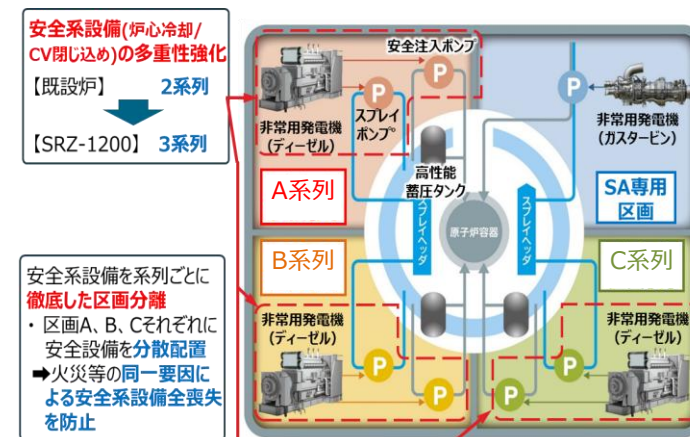 安全系設備(炉心冷却/
CV閉じ込め)の多重性強化
【既設炉】 2系列
【SRZ-1200】 3系列
安全系設備を系列ごとに
徹底した区画分離
・ 区画A、B、Cそれぞれに
安全設備を分散配置
➡火災等の同一要因に
よる安全系設備全喪失
を防止
安全注入ポンプ
P
P
非常用発電機
(ディーゼル)
スプレイ
ポンプ
高性能
蓄圧タンク
A系列
P
非常用発電機
(ガスタービン)
SA専用
区画
スプレイヘッダ
原子炉容器
スプレイヘッダ
B系列
非常用発電機
(ディーゼル)
P
P
C系列
非常用発電機
(ディーゼル)
P
P